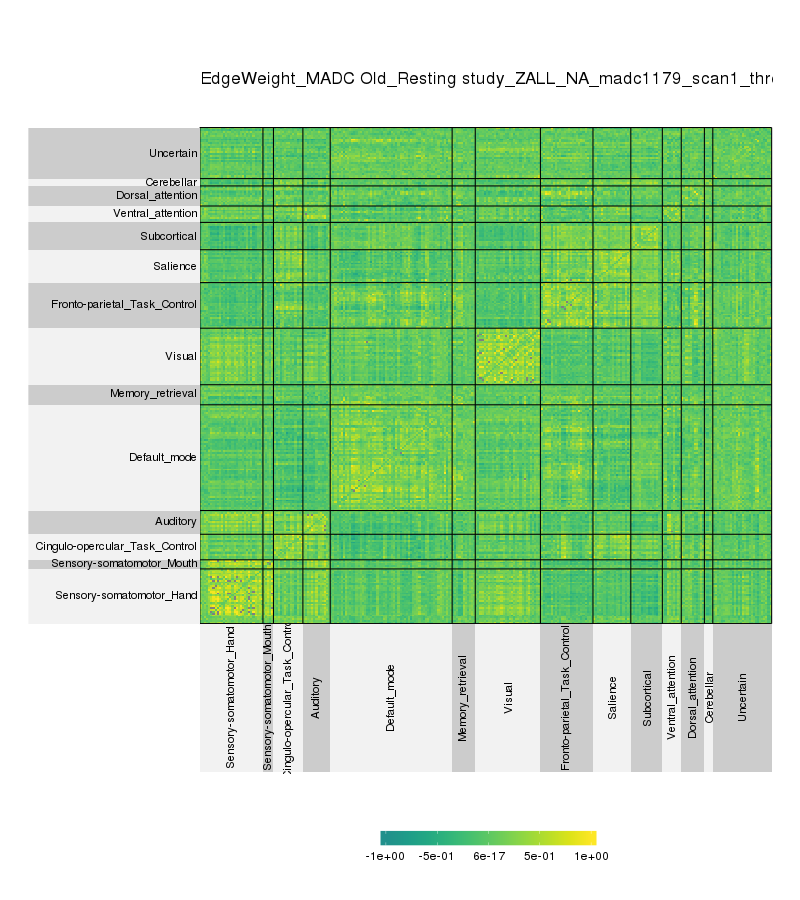 EdgeWeight_MADC Old_Resting study_ZALL_NA_madc1179_scan1_thr
Uncertain
Cerebellar
Dorsal_attention
Ventral_attention
Subcortical
Salience
Fronto-parietal_Task_Control
Visual
Memory_retrieval
Default_mode
Auditory
Cingulo-opercular_Task_Control
Sensory-somatomotor_Mouth
Sensory-somatomotor_Hand
Sensory-somatomotor_Hand
Sensory-somatomotor_Mouth
Cingulo-opercular_Task_Contro
Auditory
Default_mode
Memory_retrieval
Visual
Fronto-parietal_Task_Control
Salience
Subcortical
Ventral_attention
Dorsal_attention
Cerebellar
Uncertain
-1e+00 -5e-01 6e-17 5e-01 1e+00